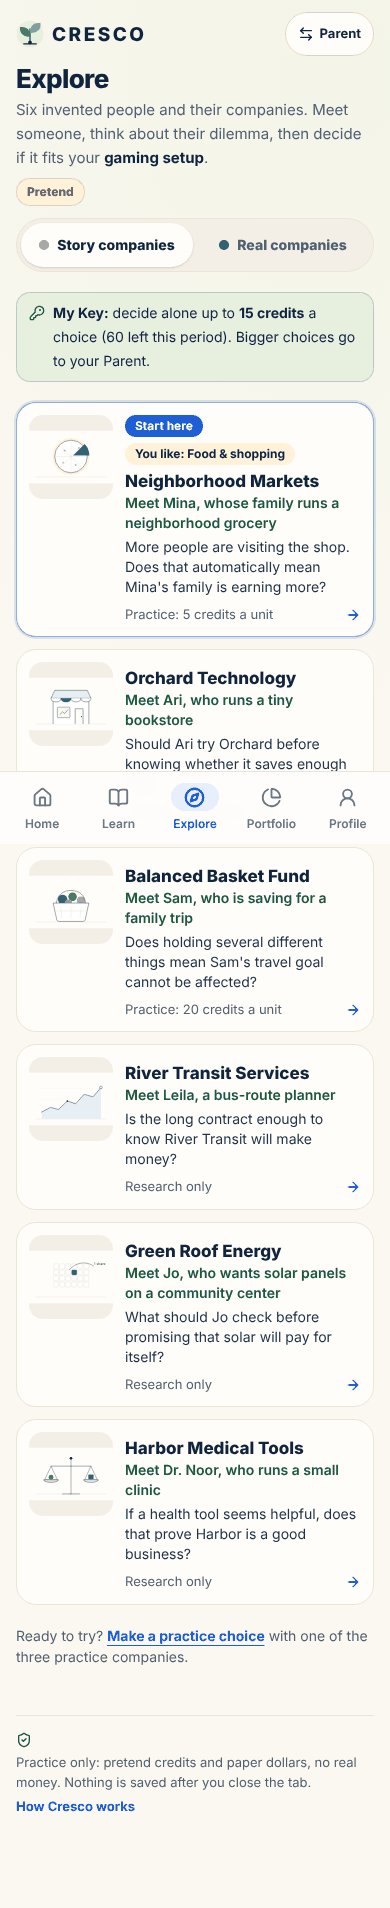 CRESCO
Parent
Explore
Six invented people and their companies. Meet
someone, think about their dilemma, then decide
if it fits your gaming setup.
Pretend
Story companies
Real companies
My Key: decide alone up to 15 credits a
choice (60 left this period). Bigger choices go
to your Parent.
Start here
You like: Food & shopping
Neighborhood Markets
Meet Mina, whose family runs a
neighborhood grocery
More people are visiting the shop.
Does that automatically mean
Mina's family is earning more?
Practice: 5 credits a unit
Orchard Technology
Meet Ari, who runs a tiny
bookstore
Should Ari try Orchard before
knowing whether it saves enough
Home
Learn
Explore
Portfolio
Profile
Balanced Basket Fund
Meet Sam, who is saving for a
family trip
Does holding several different
things mean Sam's travel goal
cannot be affected?
Practice: 20 credits a unit
River Transit Services
Meet Leila, a bus-route planner
Is the long contract enough to
know River Transit will make
money?
Research only
Green Roof Energy
Meet Jo, who wants solar panels
on a community center
What should Jo check before
promising that solar will pay for
itself?
Research only
Harbor Medical Tools
Meet Dr. Noor, who runs a small
clinic
If a health tool seems helpful, does
that prove Harbor is a good
business?
Research only
Ready to try? Make a practice choice with one of the
three practice companies.
Practice only: pretend credits and paper dollars, no real
money. Nothing is saved after you close the tab.
How Cresco works